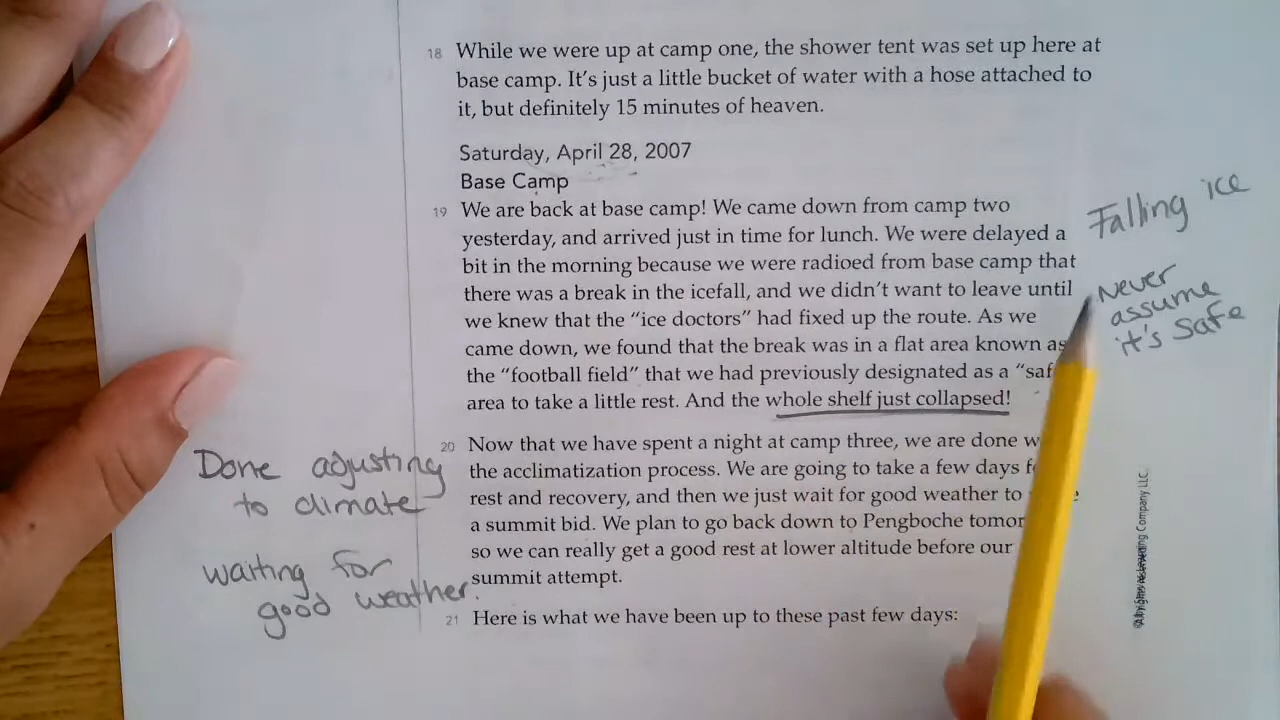 18 While we were up at camp one, the shower tent was set up here at
base camp. It's just a little bucket of water with a hose attached to
it, but definitely 15 minutes of heaven.
Saturday, April 28, 2007
Base Camp
19 We are back at base camp! We came down from camp two
yesterday, and arrived just in time for lunch. We were delayed a
bit in the morning because we were radioed from base camp that
there was a break in the icefall, and we didn't want to leave until
we knew that the "ice doctors" had fixed up the route. As we
came down, we found that the break was in a flat area known as
the "football field" that we had previously designated as a
area to take a little rest. And the whole shelf just collapsed!
Falling ice
Never
assume
it's safe
20 Now that we have spent a night at camp three, we are done
the acclimatization process. We are going to take a few days
rest and recovery, and then we just wait for good weather to
a summit bid. We plan to go back down to Pengboche
so we can really get a good rest at lower altitude before our
summit attempt.
Done adjusting
to climate
waiting for
good weather.
21 Here is what we have been up to these past few days:
Company LLC.